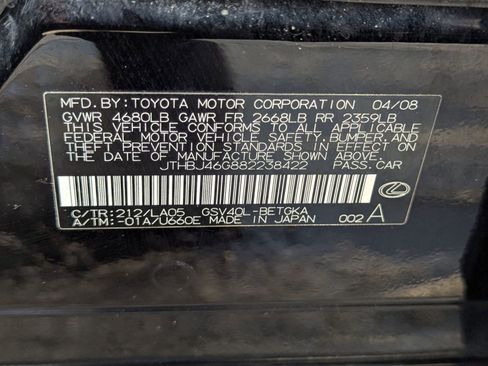 MFD. BY: TOYOTA MOTOR CORPORATION 04/08
GVWR 4680LB GAWR FR 2668LB RR 2359LB
THIS VEHICLE CONFORMS TO ALL APPLICABLE
FEDERAL MOTOR VEHICLE SAFETY, BUMPER, AND
THEFT PREVENTION STANDARDS IN EFFECT ON
THE DATE OF MANUFACTURE SHOWN ABOVE.
JTHBJ46G882238422 PASS.CAR
C/TR:212/LA05 GSV40L-BETGKA
A/TM:-01A/U660E MADE IN JAPAN 002 A